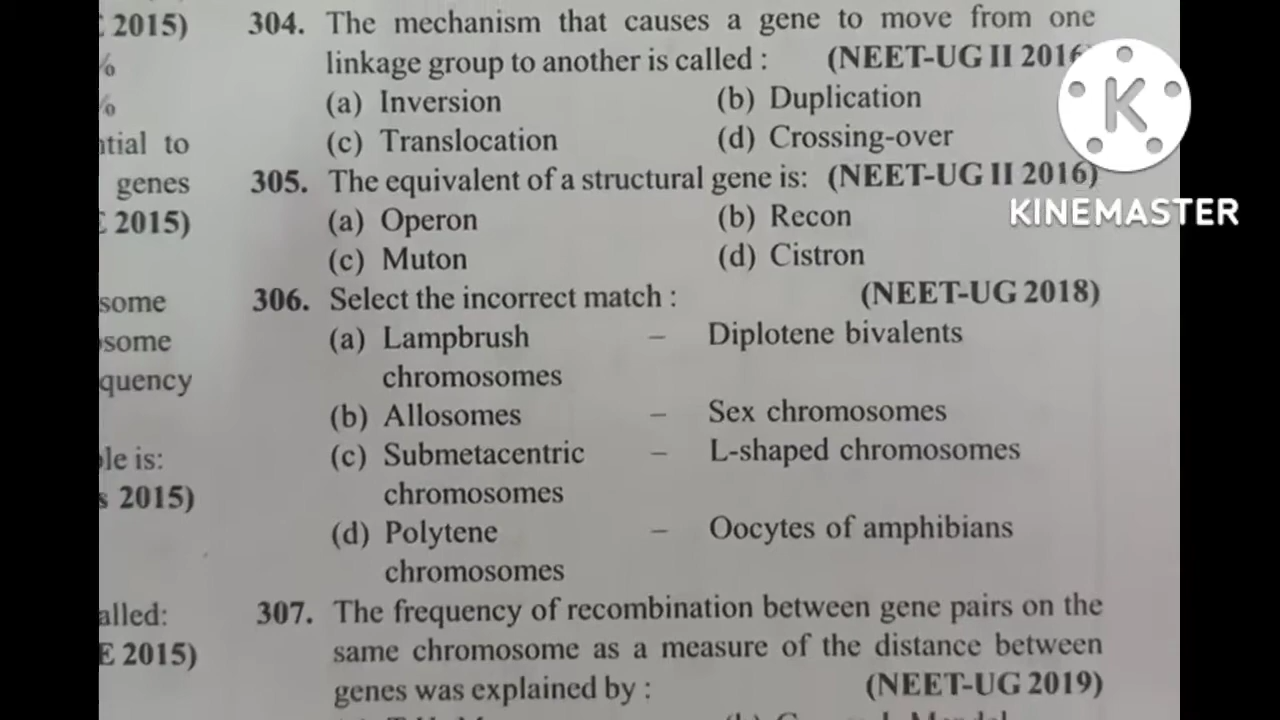 2015)
%
%
ntial to
genes
E 2015)
some
some
quency
ole is:
s 2015)
alled:
E 2015)
304. The mechanism that causes a gene to move from one
linkage group to another is called : (NEET-UG II 2016
(a) Inversion (b) Duplication
(c) Translocation (d) Crossing-over
305. The equivalent of a structural gene is: (NEET-UG II 2016)
(a) Operon (b) Recon
(c) Muton (d) Cistron
306. Select the incorrect match : (NEET-UG 2018)
(a) Lampbrush – Diplotene bivalents
chromosomes
(b) Allosomes – Sex chromosomes
(c) Submetacentric – L-shaped chromosomes
chromosomes
(d) Polytene – Oocytes of amphibians
chromosomes
307. The frequency of recombination between gene pairs on the
same chromosome as a measure of the distance between
genes was explained by : (NEET-UG 2019)
K
KINEMASTER